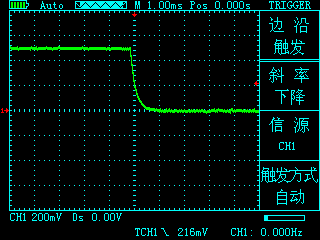 Auto M 1.00ms Pos 0.000s TRIGGER
边沿
触发
斜率
下降
信源
CH1
触发方式
自动
CH1 200mV Ds 0.00V
TCH1 216mV CH1: 0.000Hz